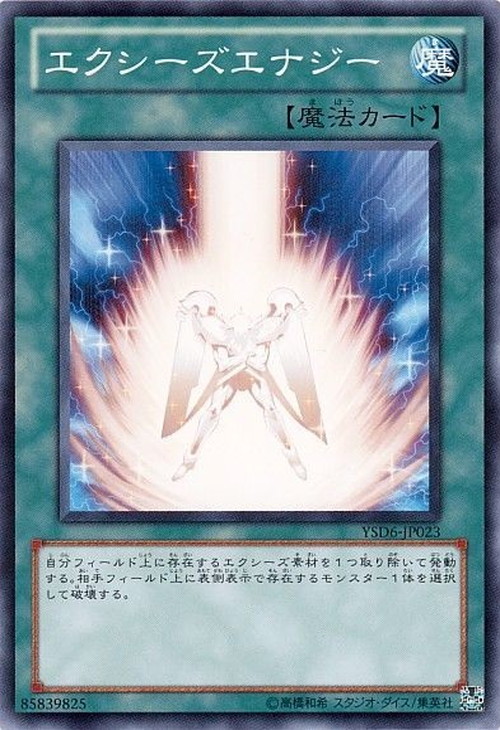 エクシーズエナジー
魔
【魔法カード】
YSD6-JP023
自分フィールド上に存在するエクシーズ素材を１つ取り除いて発動
する。相手フィールド上に表側表示で存在するモンスター１体を選択
して破壊する。
85839825
©高橋和希 スタジオ・ダイス/集英社